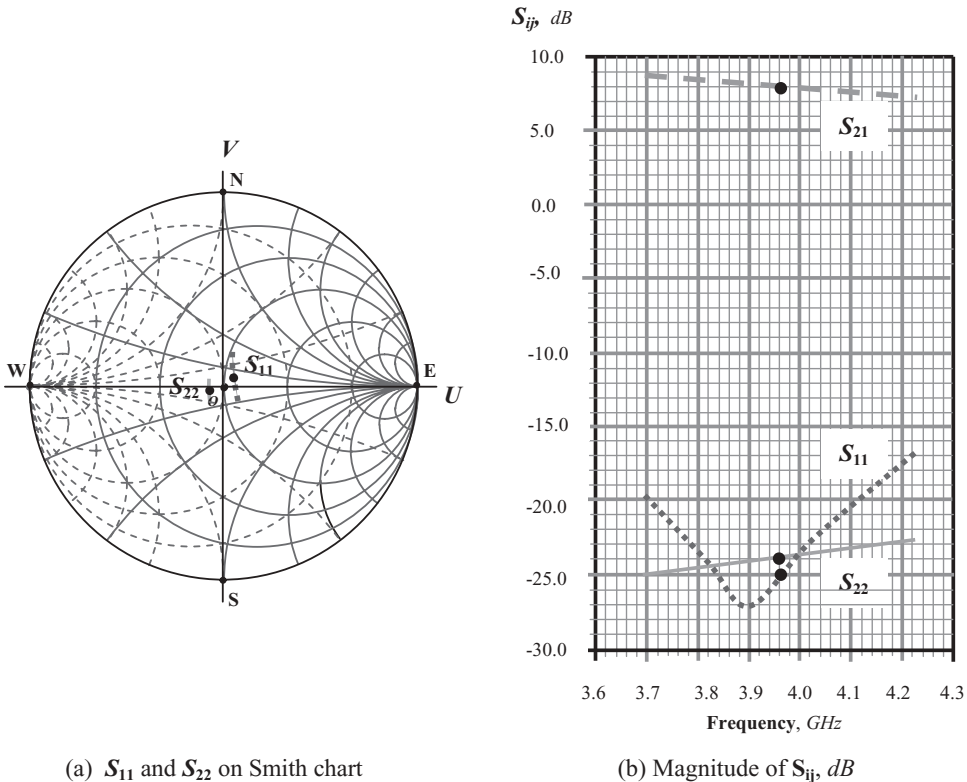 V
N
W
E
S₁₁
S₂₂
o
U
S
(a) S₁₁ and S₂₂ on Smith chart
S_ij, dB
10.0
5.0
0.0
-5.0
-10.0
-15.0
-20.0
-25.0
-30.0
S₂₁
S₁₁
S₂₂
3.6 3.7 3.8 3.9 4.0 4.1 4.2 4.3
Frequency, GHz
(b) Magnitude of S_ij, dB